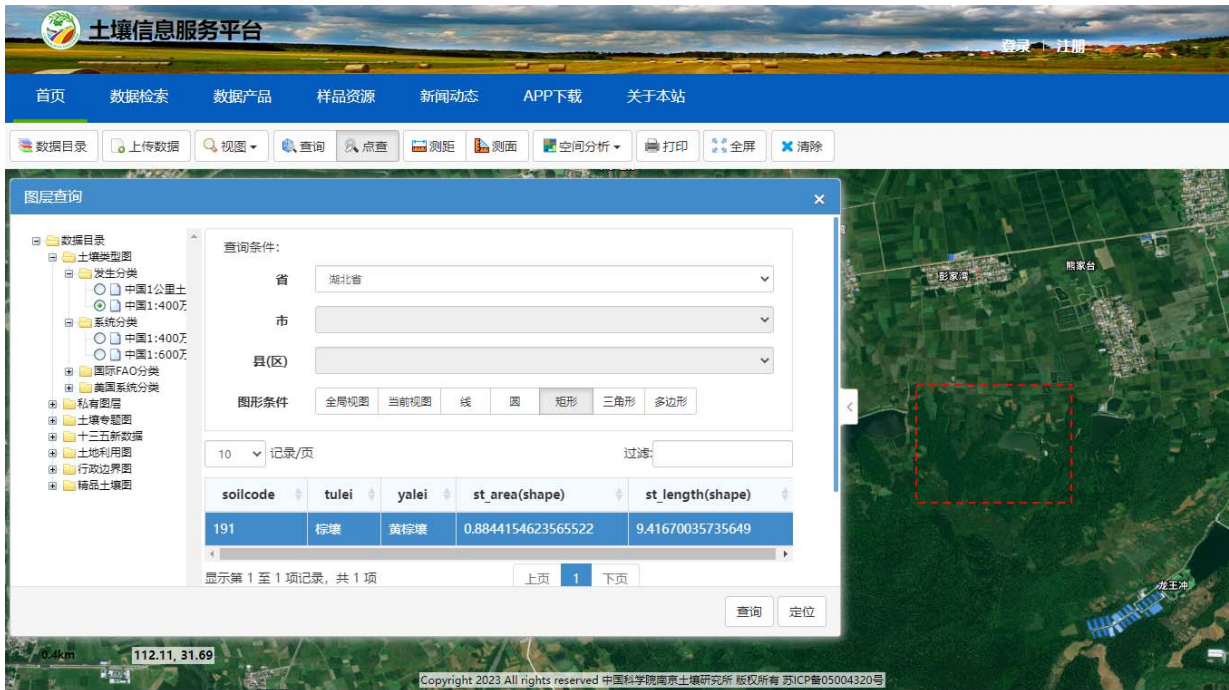 土壤信息服务平台
登录 | 注册
首页 数据检索 数据产品 样品资源 新闻动态 APP下载 关于本站
数据目录 上传数据 视图 查询 点查 测距 测面 空间分析 打印 全屏 清除
图层查询 ×
数据目录
土壤类型图
发生分类
中国1公里土
中国1:400万
系统分类
中国1:400万
中国1:600万
国际FAO分类
美国系统分类
私有图层
土壤专题图
十三五新数据
土地利用图
行政边界图
精品土壤图
查询条件:
省 湖北省
市
县(区)
图形条件 全局视图 当前视图 线 圆 矩形 三角形 多边形
10 记录/页 过滤:
soilcode tulei yalei st_area(shape) st_length(shape)
191 棕壤 黄棕壤 0.8844154623565522 9.41670035735649
显示第 1 至 1 项记录，共 1 项 上页 1 下页
查询 定位
彭家湾
熊家台
龙王冲
0.4km 112.11, 31.69
Copyright 2023 All rights reserved 中国科学院南京土壤研究所 版权所有 苏ICP备05004320号